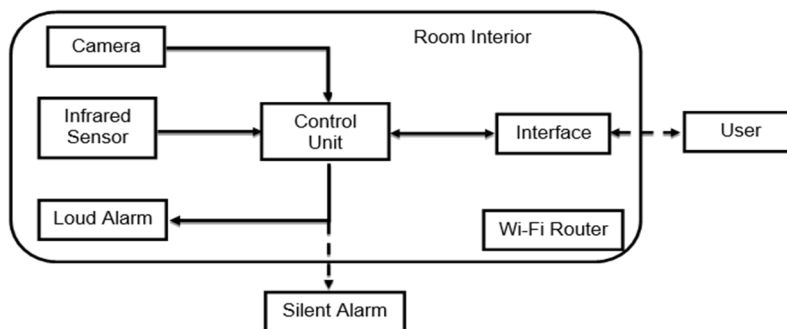 Camera
Room Interior
Infrared
Sensor
Control
Unit
Interface
User
Loud Alarm
Wi-Fi Router
Silent Alarm